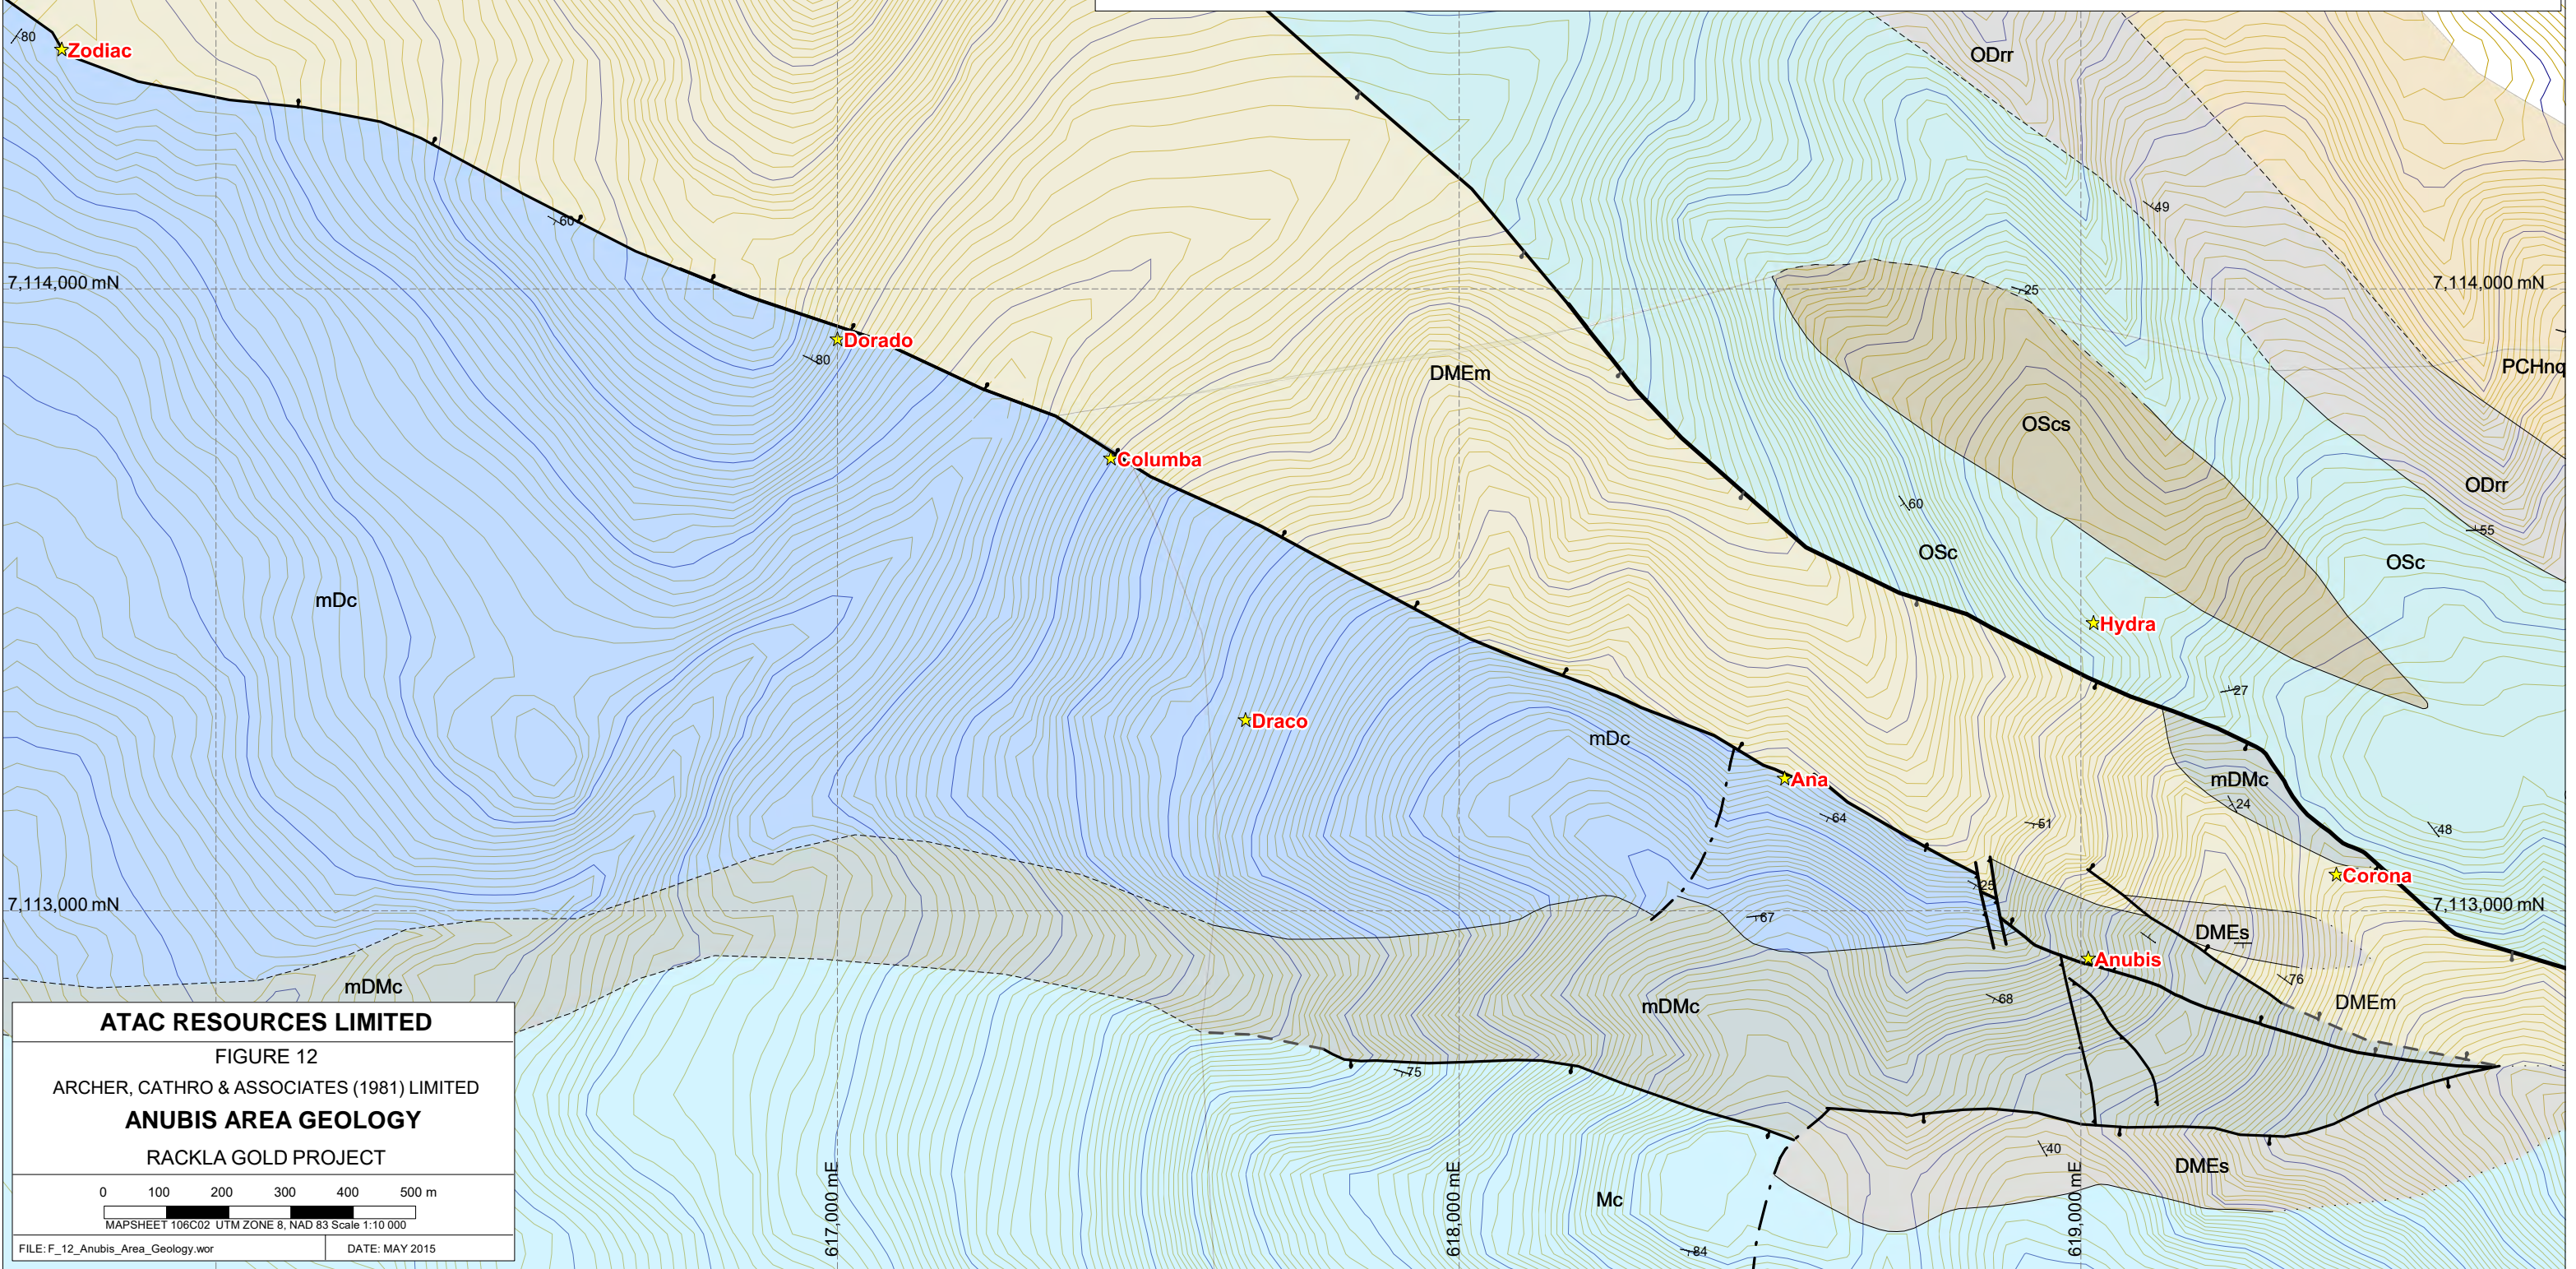 80
Zodiac
ODrr
60
49
7,114,000 mN
25
7,114,000 mN
Dorado
80
DMEm
PCHnq
OScs
Columba
ODrr
60
55
OSc
OSc
mDc
Hydra
27
Draco
mDc
Ana
mDMc
24
64
51
48
25
Corona
7,113,000 mN
67
7,113,000 mN
DMEs
Anubis
76
mDMc
68
DMEm
mDMc
75
40
DMEs
Mc
84
617,000 mE
618,000 mE
619,000 mE
ATAC RESOURCES LIMITED
FIGURE 12
ARCHER, CATHRO & ASSOCIATES (1981) LIMITED
ANUBIS AREA GEOLOGY
RACKLA GOLD PROJECT
0 100 200 300 400 500 m
MAPSHEET 106C02 UTM ZONE 8, NAD 83 Scale 1:10 000
FILE: F_12_Anubis_Area_Geology.wor
DATE: MAY 2015